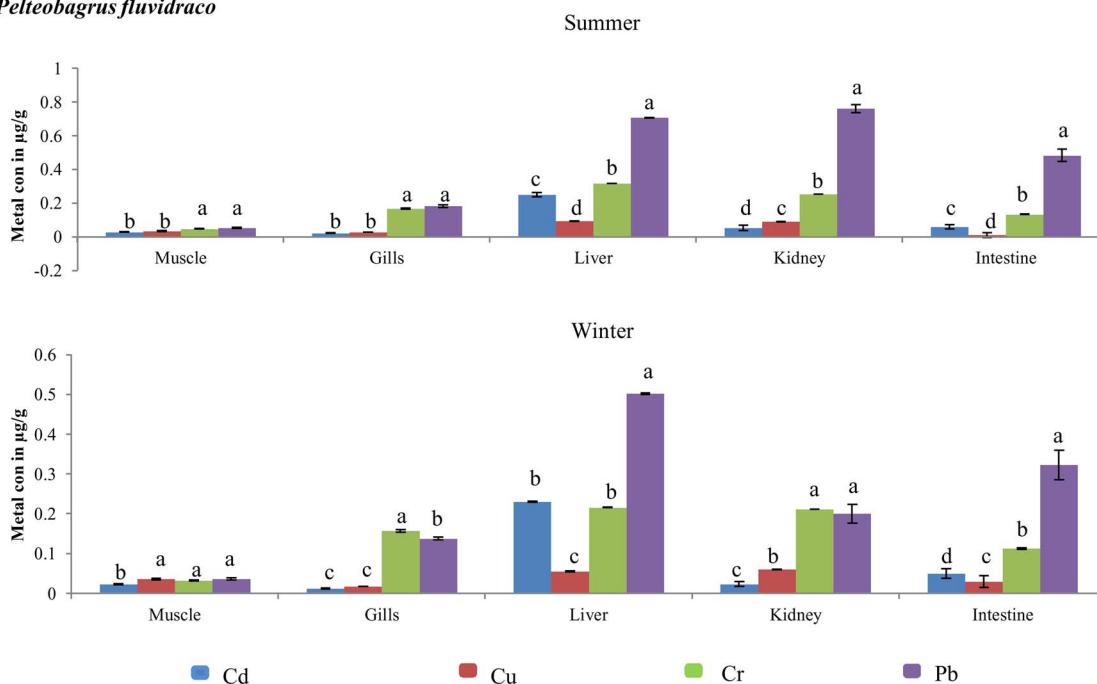 Pelteobagrus fluvidraco
Summer
Metal con in µg/g
1
0.8
0.6
0.4
0.2
0
-0.2
b b a a
b b a a
c d b a
d c b a
c d b a
Muscle Gills Liver Kidney Intestine
Winter
Metal con in µg/g
0.6
0.5
0.4
0.3
0.2
0.1
0
b a a a
c c a b
b b b a
c b a a
d c b a
Muscle Gills Liver Kidney Intestine
Cd Cu Cr Pb